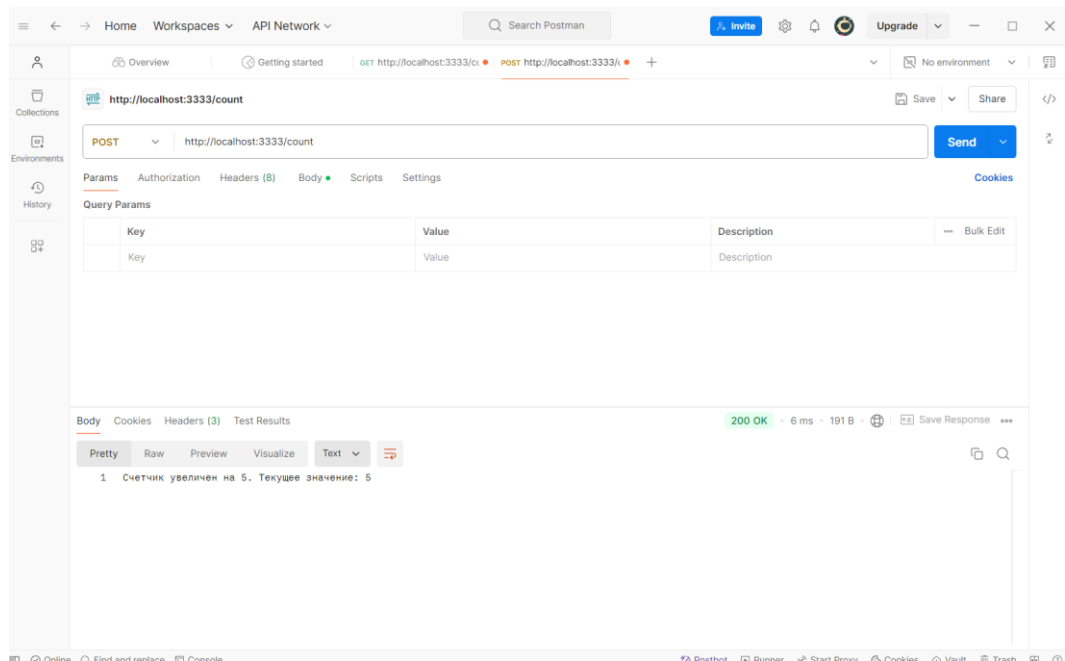 Home Workspaces API Network Search Postman Invite Upgrade
Overview Getting started GET http://localhost:3333/cc POST http://localhost:3333/c No environment
HTTP http://localhost:3333/count Save Share
Collections
POST http://localhost:3333/count Send
Environments
Params Authorization Headers (8) Body Scripts Settings Cookies
History
Query Params
Key Value Description Bulk Edit
Key Value Description
Body Cookies Headers (3) Test Results 200 OK 6 ms 191 B Save Response
Pretty Raw Preview Visualize Text
1 Счетчик увеличен на 5. Текущее значение: 5
Online Find and replace Console Postbot Runner Start Proxy Cookies Vault Trash